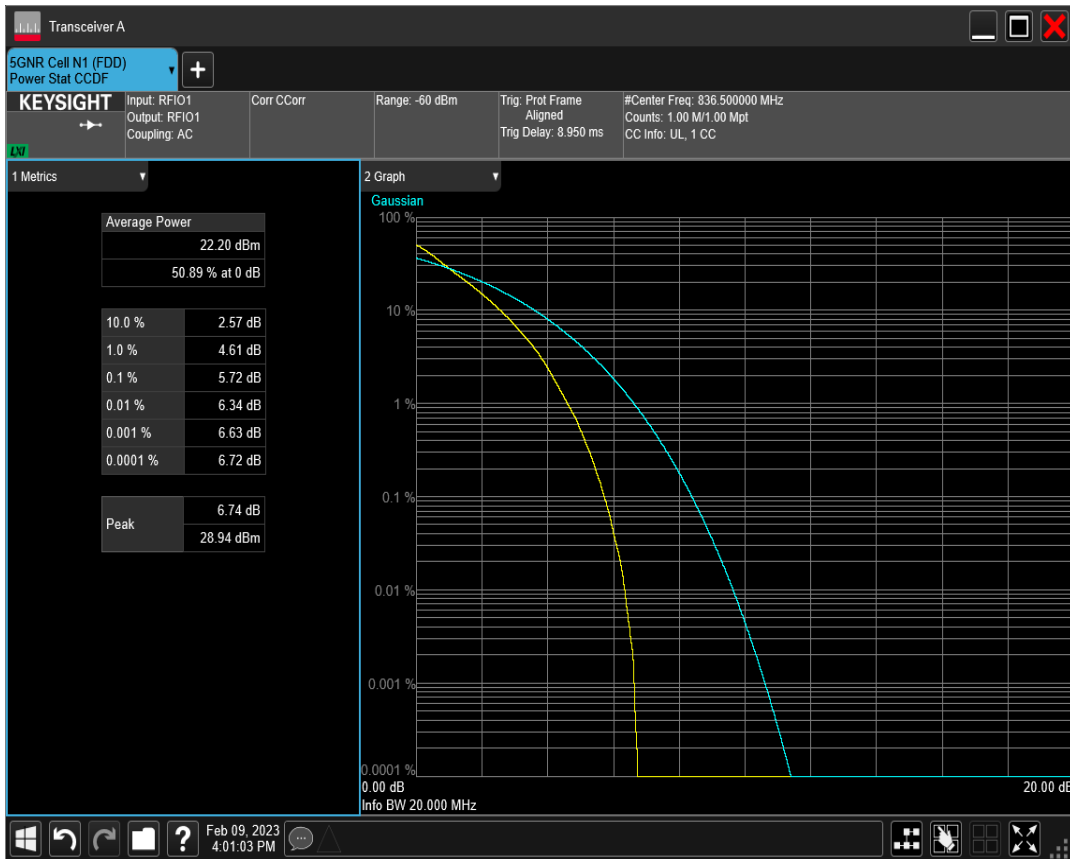 Transceiver A
5GNR Cell N1 (FDD)
Power Stat CCDF
+
KEYSIGHT
LXI
Input: RFIO1
Output: RFIO1
Coupling: AC
Corr CCorr
Range: -60 dBm
Trig: Prot Frame
Aligned
Trig Delay: 8.950 ms
#Center Freq: 836.500000 MHz
Counts: 1.00 M/1.00 Mpt
CC Info: UL, 1 CC
1 Metrics
Average Power
22.20 dBm
50.89 % at 0 dB
10.0 % 2.57 dB
1.0 % 4.61 dB
0.1 % 5.72 dB
0.01 % 6.34 dB
0.001 % 6.63 dB
0.0001 % 6.72 dB
Peak
6.74 dB
28.94 dBm
2 Graph
Gaussian
100 %
10 %
1 %
0.1 %
0.01 %
0.001 %
0.0001 %
0.00 dB 20.00 dB
Info BW 20.000 MHz
?
Feb 09, 2023
4:01:03 PM